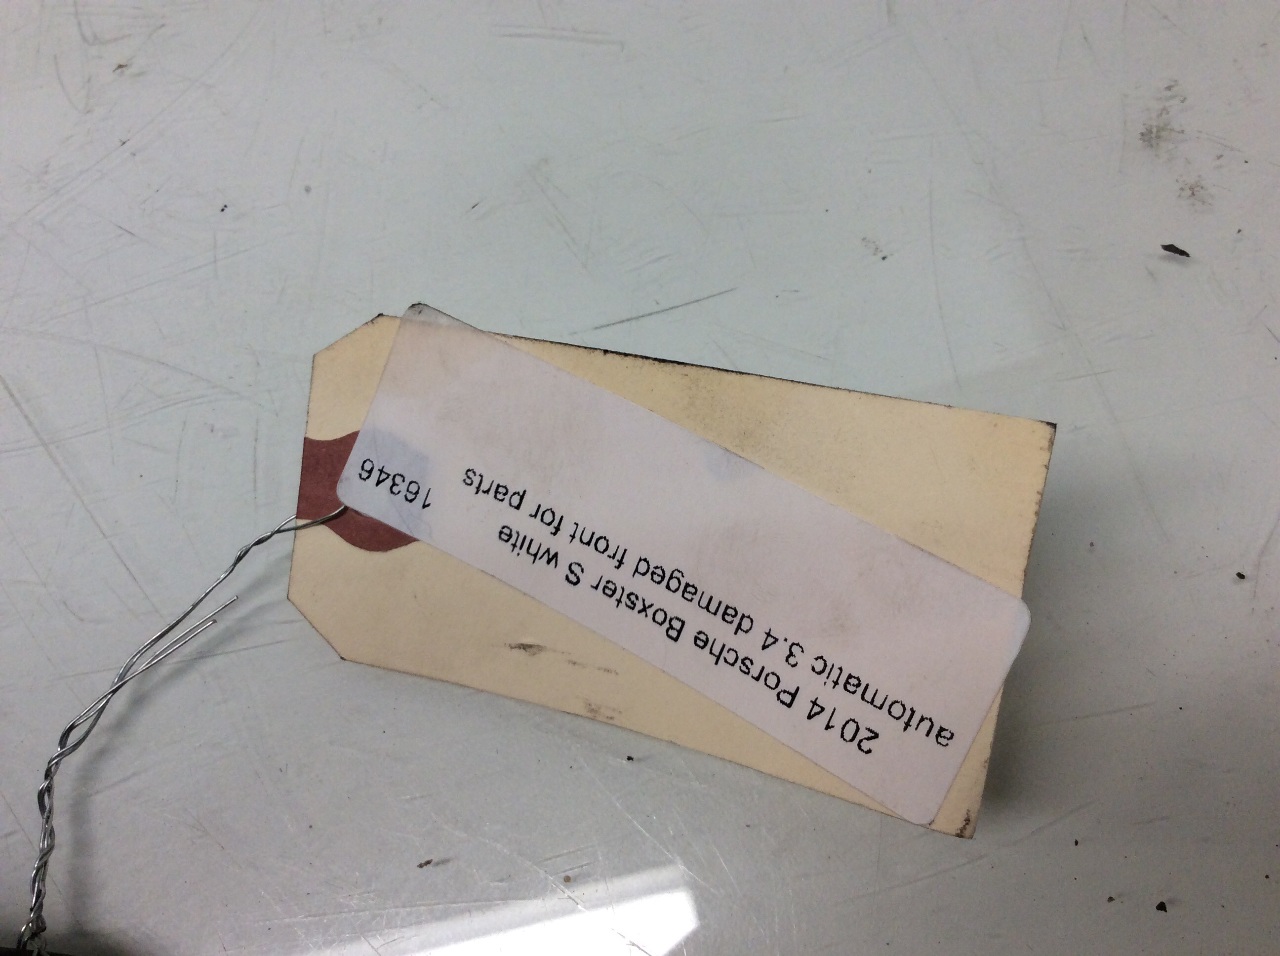 2014 Porsche Boxster S white
automatic 3.4 damaged front for parts
16346